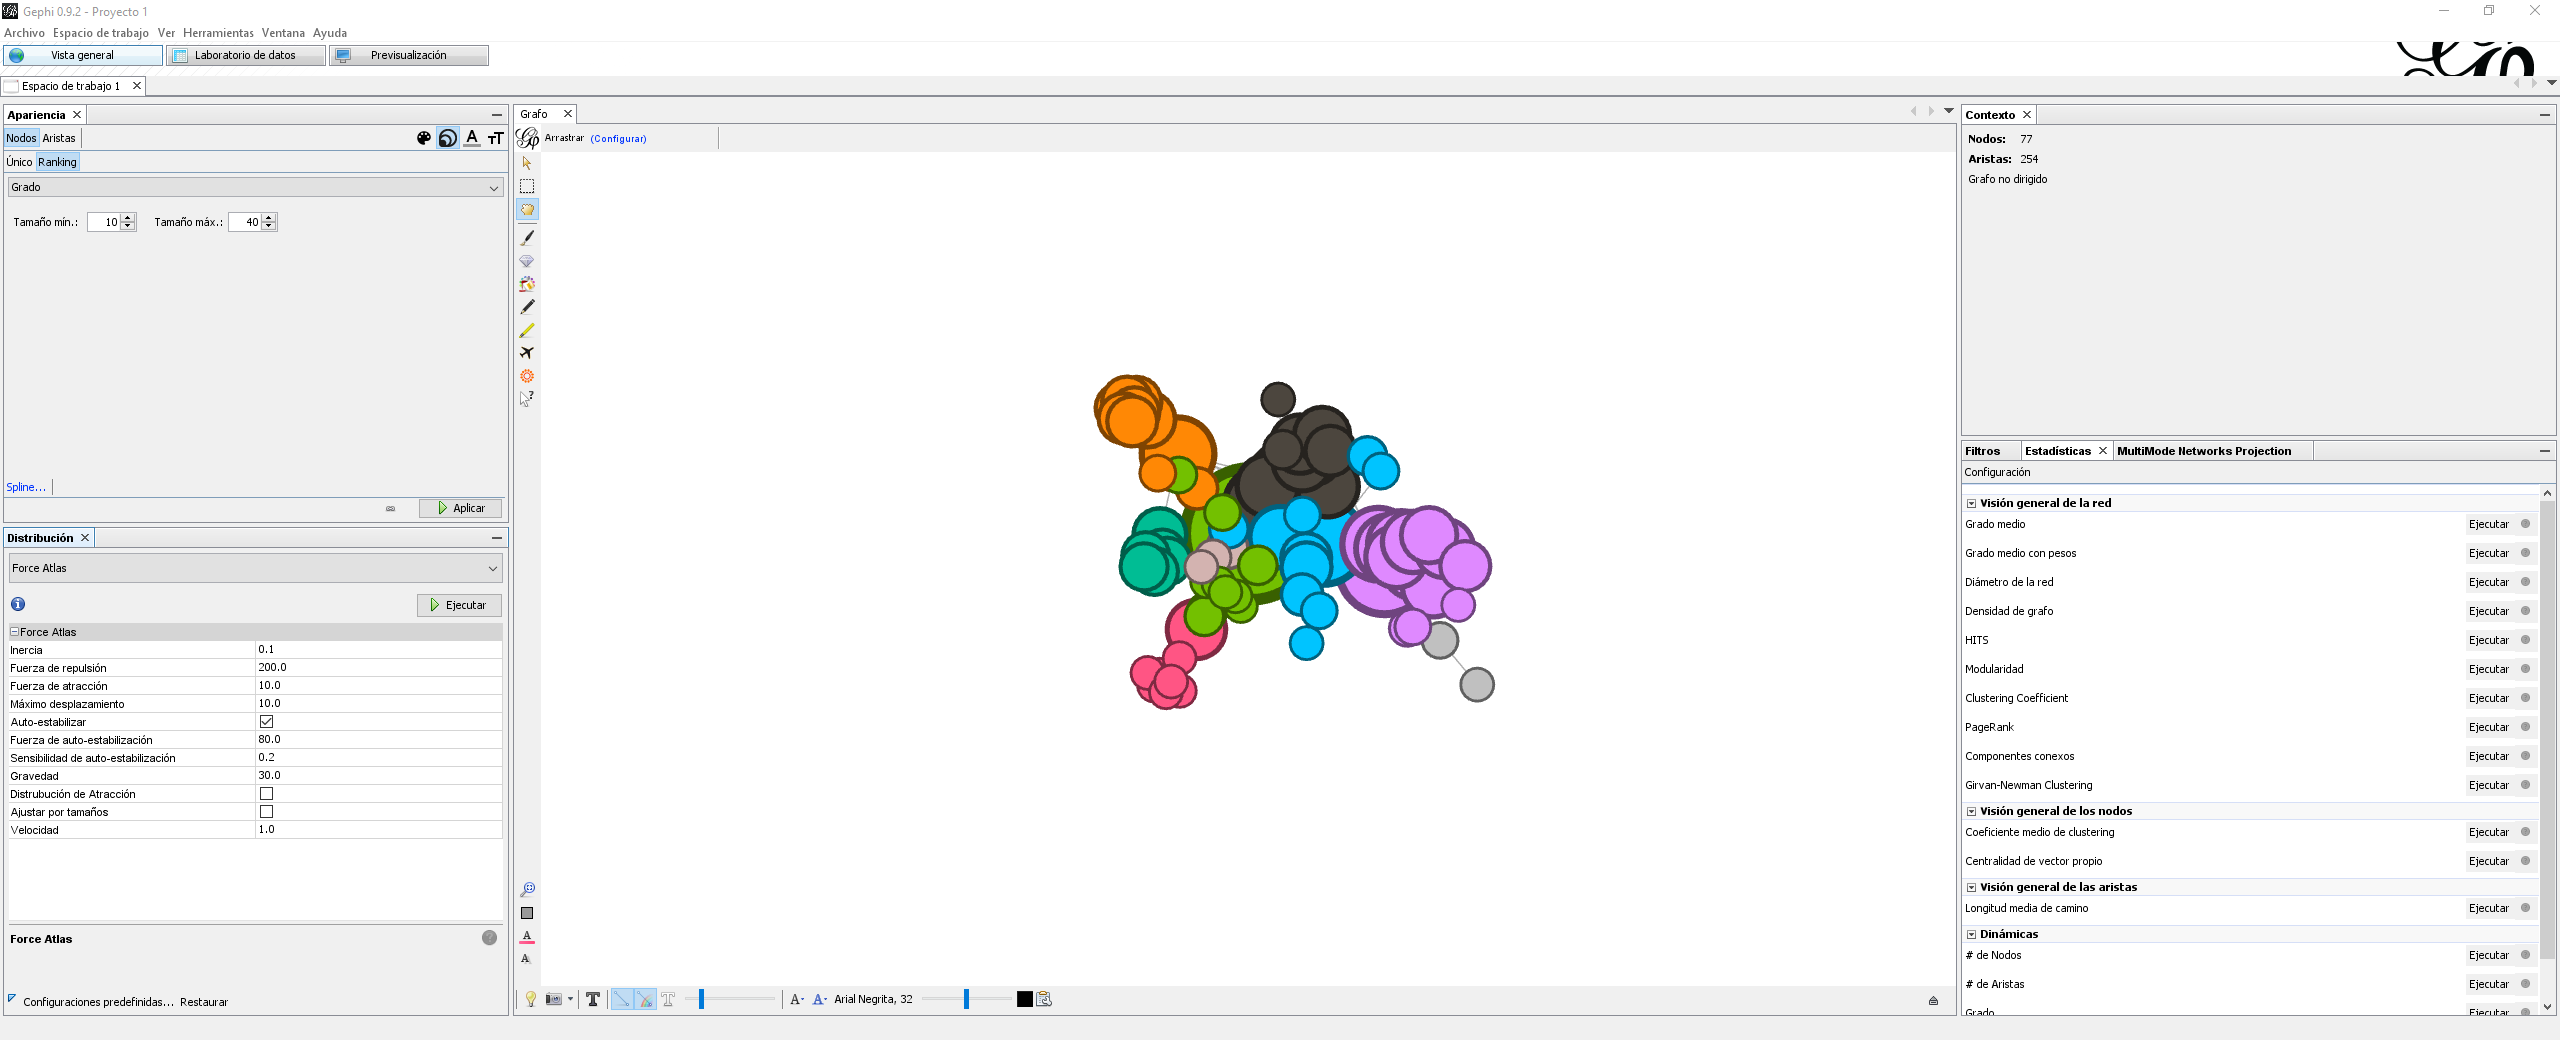 Gephi 0.9.2 - Proyecto 1
Archivo Espacio de trabajo Ver Herramientas Ventana Ayuda
Vista general Laboratorio de datos Previsualización
Espacio de trabajo 1
Apariencia
Nodos Aristas
Único Ranking
Grado
Tamaño mín.: 10 Tamaño máx.: 40
Spline...
Aplicar
Distribución
Force Atlas
Ejecutar
Force Atlas
Inercia 0.1
Fuerza de repulsión 200.0
Fuerza de atracción 10.0
Máximo desplazamiento 10.0
Auto-estabilizar
Fuerza de auto-estabilización 80.0
Sensibilidad de auto-estabilización 0.2
Gravedad 30.0
Distrubución de Atracción
Ajustar por tamaños
Velocidad 1.0
Force Atlas
Configuraciones predefinidas... Restaurar
Grafo
Arrastrar (Configurar)
Arial Negrita, 32
Contexto
Nodos: 77
Aristas: 254
Grafo no dirigido
Filtros Estadísticas MultiMode Networks Projection
Configuración
Visión general de la red
Grado medio Ejecutar
Grado medio con pesos Ejecutar
Diámetro de la red Ejecutar
Densidad de grafo Ejecutar
HITS Ejecutar
Modularidad Ejecutar
Clustering Coefficient Ejecutar
PageRank Ejecutar
Componentes conexos Ejecutar
Girvan-Newman Clustering Ejecutar
Visión general de los nodos
Coeficiente medio de clustering Ejecutar
Centralidad de vector propio Ejecutar
Visión general de las aristas
Longitud media de camino Ejecutar
Dinámicas
# de Nodos Ejecutar
# de Aristas Ejecutar
Grado Ejecutar